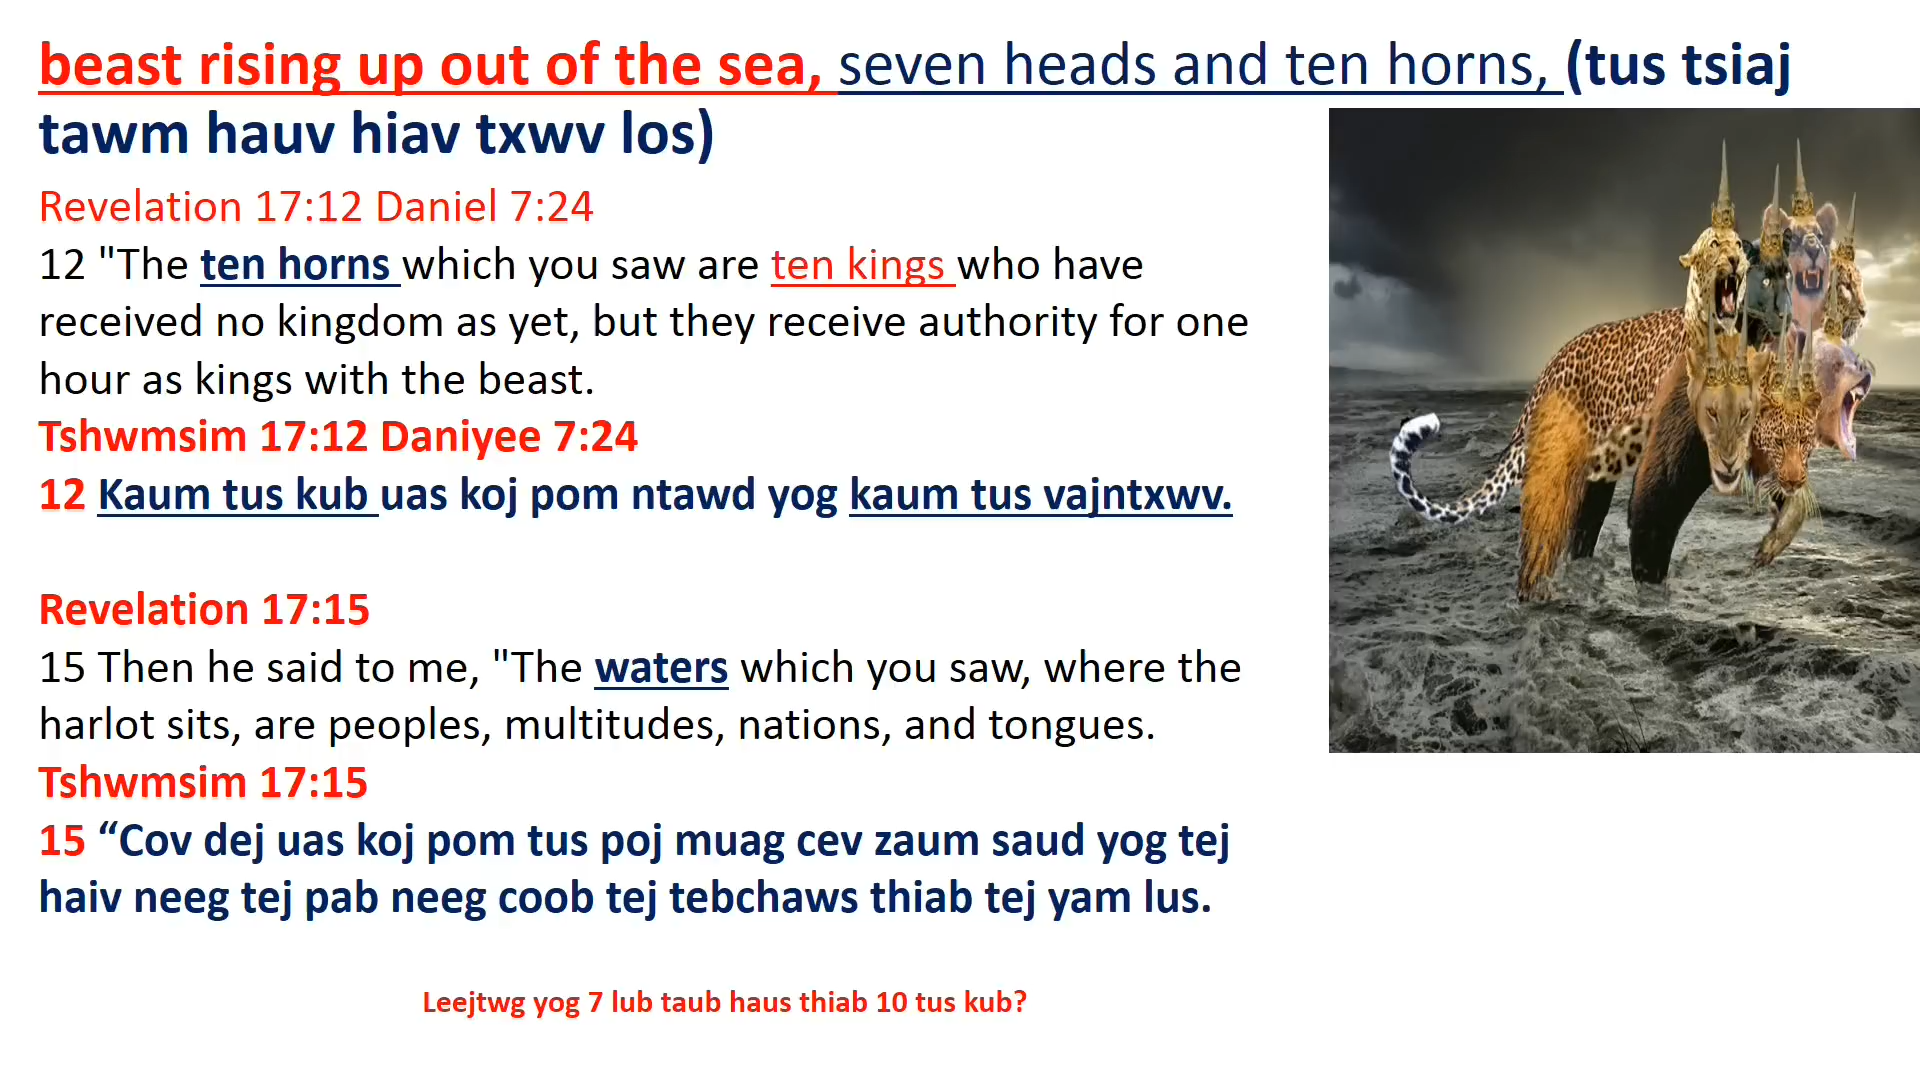 beast rising up out of the sea, seven heads and ten horns, (tus tsiaj
tawm hauv hiav txwv los)
Revelation 17:12 Daniel 7:24
12 "The ten horns which you saw are ten kings who have
received no kingdom as yet, but they receive authority for one
hour as kings with the beast.
Tshwmsim 17:12 Daniyee 7:24
12 Kaum tus kub uas koj pom ntawd yog kaum tus vajntxwv.
Revelation 17:15
15 Then he said to me, "The waters which you saw, where the
harlot sits, are peoples, multitudes, nations, and tongues.
Tshwmsim 17:15
15 “Cov dej uas koj pom tus poj muag cev zaum saud yog tej
haiv neeg tej pab neeg coob tej tebchaws thiab tej yam lus.
Leejtwg yog 7 lub taub haus thiab 10 tus kub?